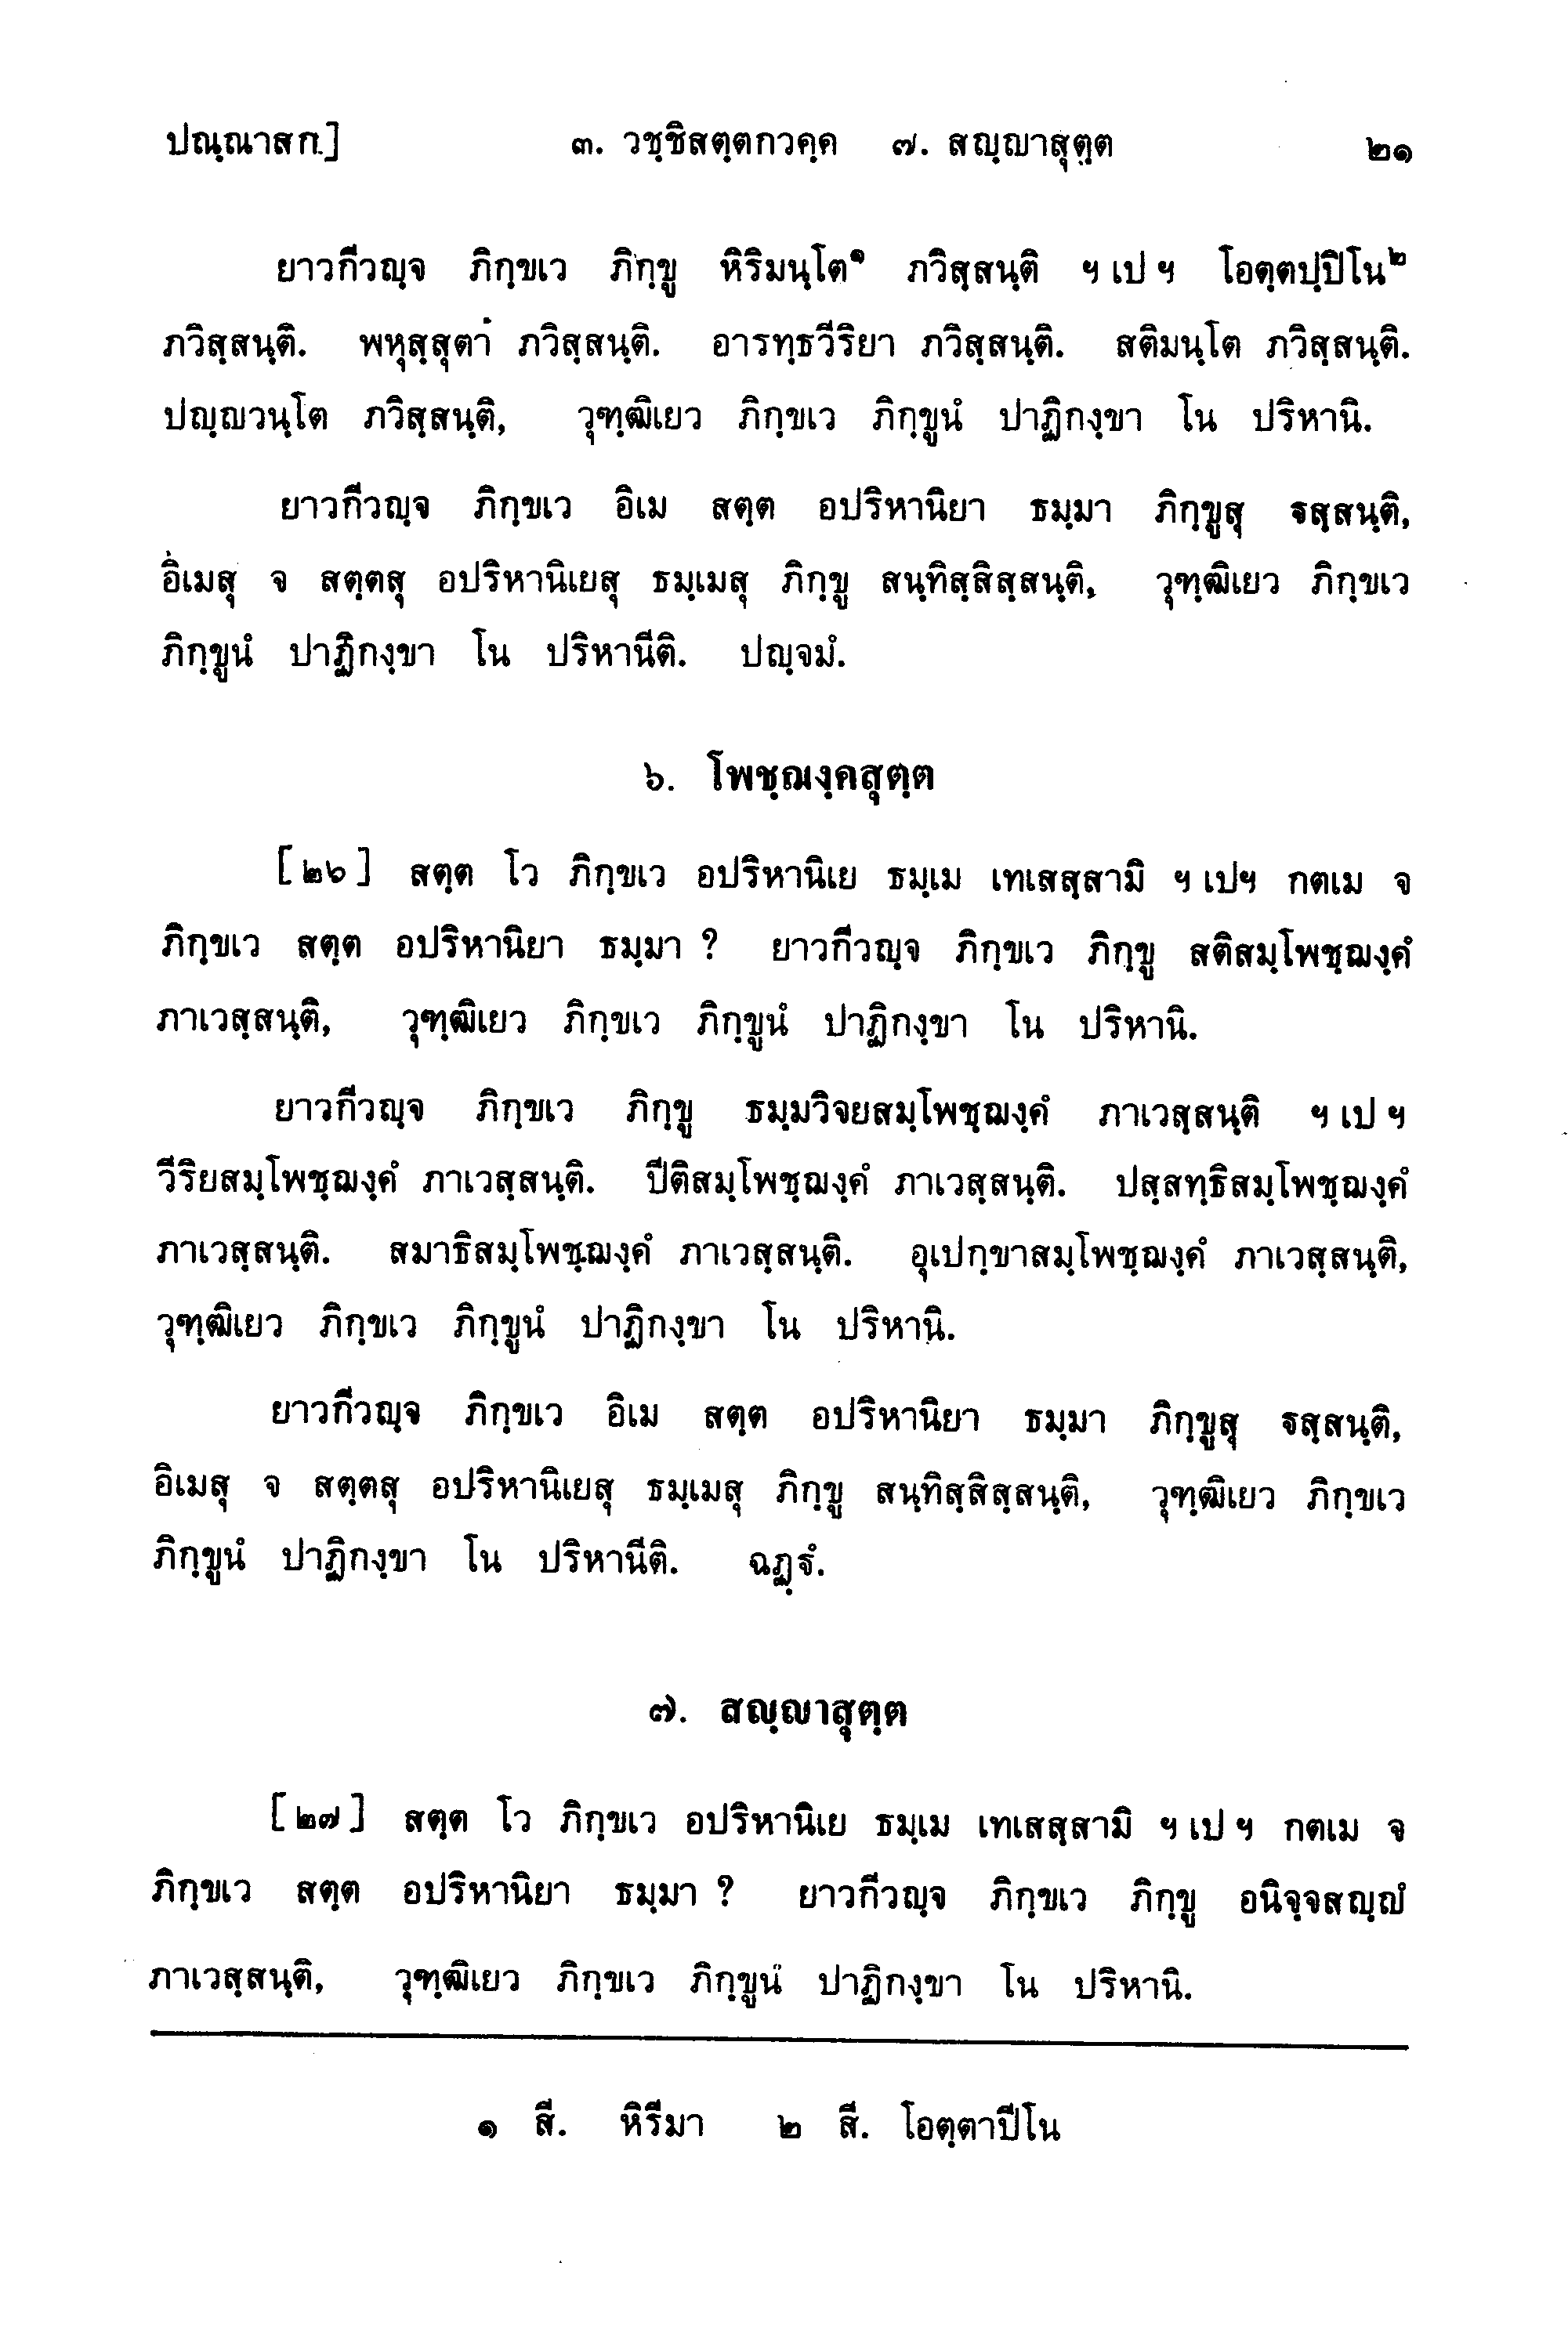 ปณฺณาสก] ๓. วชฺชิสตฺตกวคฺค ๗. สญฺญาสุตฺต ๒๑
ยาวกีวญฺจ ภิกฺขเว ภิกฺขู หิริมนฺโต๑ ภวิสฺสนฺติ ฯ เป ฯ โอตฺตปฺปิโน๒
ภวิสฺสนฺติ. พหุสฺสุตา ภวิสฺสนฺติ. อารทฺธวีริยา ภวิสฺสนฺติ. สติมนฺโต ภวิสฺสนฺติ.
ปญฺญวนฺโต ภวิสฺสนฺติ, วุฑฺฒิเยว ภิกฺขเว ภิกฺขูนํ ปาฏิกงฺขา โน ปริหานิ.
ยาวกีวญฺจ ภิกฺขเว อิเม สตฺต อปริหานิยา ธมฺมา ภิกฺขูสุ ฐสฺสนฺติ,
อิเมสุ จ สตฺตสุ อปริหานิเยสุ ธมฺเมสุ ภิกฺขู สนฺทิสฺสิสฺสนฺติ, วุฑฺฒิเยว ภิกฺขเว
ภิกฺขูนํ ปาฏิกงฺขา โน ปริหานีติ. ปญฺจมํ.
๖. โพชฺฌงฺคสุตฺต
[๒๖] สตฺต โว ภิกฺขเว อปริหานิเย ธมฺเม เทเสสฺสามิ ฯ เปฯ กตเม จ
ภิกฺขเว สตฺต อปริหานิยา ธมฺมา ? ยาวกีวญฺจ ภิกฺขเว ภิกฺขู สติสมฺโพชฺฌงฺคํ
ภาเวสฺสนฺติ, วุฑฺฒิเยว ภิกฺขเว ภิกฺขูนํ ปาฏิกงฺขา โน ปริหานิ.
ยาวกีวญฺจ ภิกฺขเว ภิกฺขู ธมฺมวิจยสมฺโพชฺฌงฺคํ ภาเวสฺสนฺติ ฯ เป ฯ
วีริยสมฺโพชฺฌงฺคํ ภาเวสฺสนฺติ. ปีติสมฺโพชฺฌงฺคํ ภาเวสฺสนฺติ. ปสฺสทฺธิสมฺโพชฺฌงฺคํ
ภาเวสฺสนฺติ. สมาธิสมฺโพชฺฌงฺคํ ภาเวสฺสนฺติ. อุเปกฺขาสมฺโพชฺฌงฺคํ ภาเวสฺสนฺติ,
วุฑฺฒิเยว ภิกฺขเว ภิกฺขูนํ ปาฏิกงฺขา โน ปริหานิ.
ยาวกีวญฺจ ภิกฺขเว อิเม สตฺต อปริหานิยา ธมฺมา ภิกฺขูสุ ฐสฺสนฺติ,
อิเมสุ จ สตฺตสุ อปริหานิเยสุ ธมฺเมสุ ภิกฺขู สนฺทิสฺสิสฺสนฺติ, วุฑฺฒิเยว ภิกฺขเว
ภิกฺขูนํ ปาฏิกงฺขา โน ปริหานีติ. ฉฏฺฐํ.
๗. สญฺญาสุตฺต
[๒๗] สตฺต โว ภิกฺขเว อปริหานิเย ธมฺเม เทเสสฺสามิ ฯ เป ฯ กตเม จ
ภิกฺขเว สตฺต อปริหานิยา ธมฺมา ? ยาวกีวญฺจ ภิกฺขเว ภิกฺขู อนิจฺจสญฺญํ
ภาเวสฺสนฺติ, วุฑฺฒิเยว ภิกฺขเว ภิกฺขูนํ ปาฏิกงฺขา โน ปริหานิ.
๑ สี. หิรีมา ๒ สี. โอตฺตาปีโน